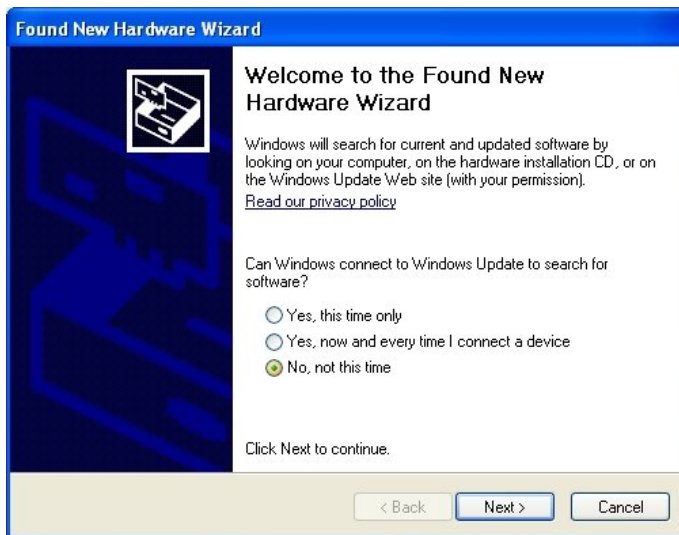 Found New Hardware Wizard
Welcome to the Found New
Hardware Wizard
Windows will search for current and updated software by
looking on your computer, on the hardware installation CD, or on
the Windows Update Web site (with your permission).
Read our privacy policy
Can Windows connect to Windows Update to search for
software?
Yes, this time only
Yes, now and every time I connect a device
No, not this time
Click Next to continue.
< Back Next > Cancel